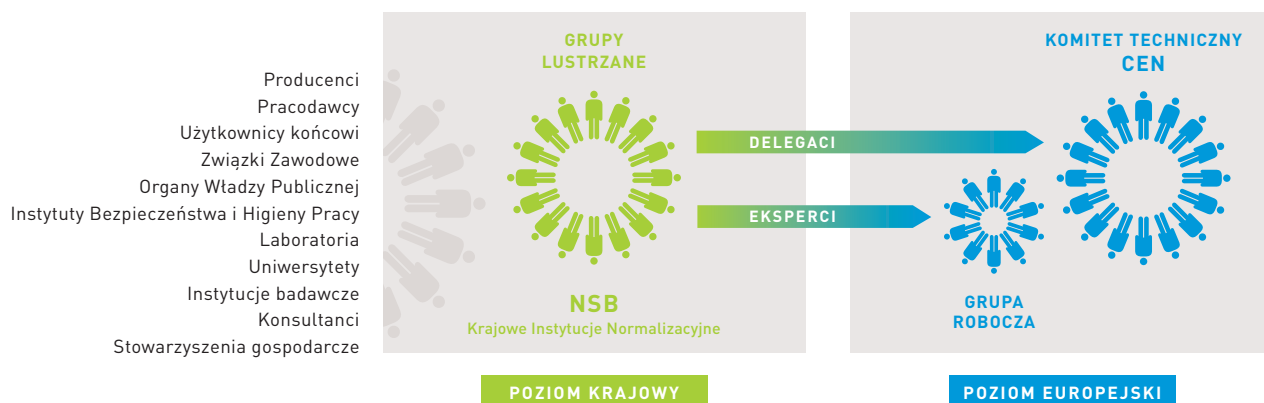 Producenci
Pracodawcy
Użytkownicy końcowi
Związki Zawodowe
Organy Władzy Publicznej
Instytuty Bezpieczeństwa i Higieny Pracy
Laboratoria
Uniwersytety
Instytucje badawcze
Konsultanci
Stowarzyszenia gospodarcze
GRUPY
LUSTRZANE
NSB
Krajowe Instytucje Normalizacyjne
POZIOM KRAJOWY
DELEGACI
EKSPERCI
KOMITET TECHNICZNY
CEN
GRUPA
ROBOCZA
POZIOM EUROPEJSKI